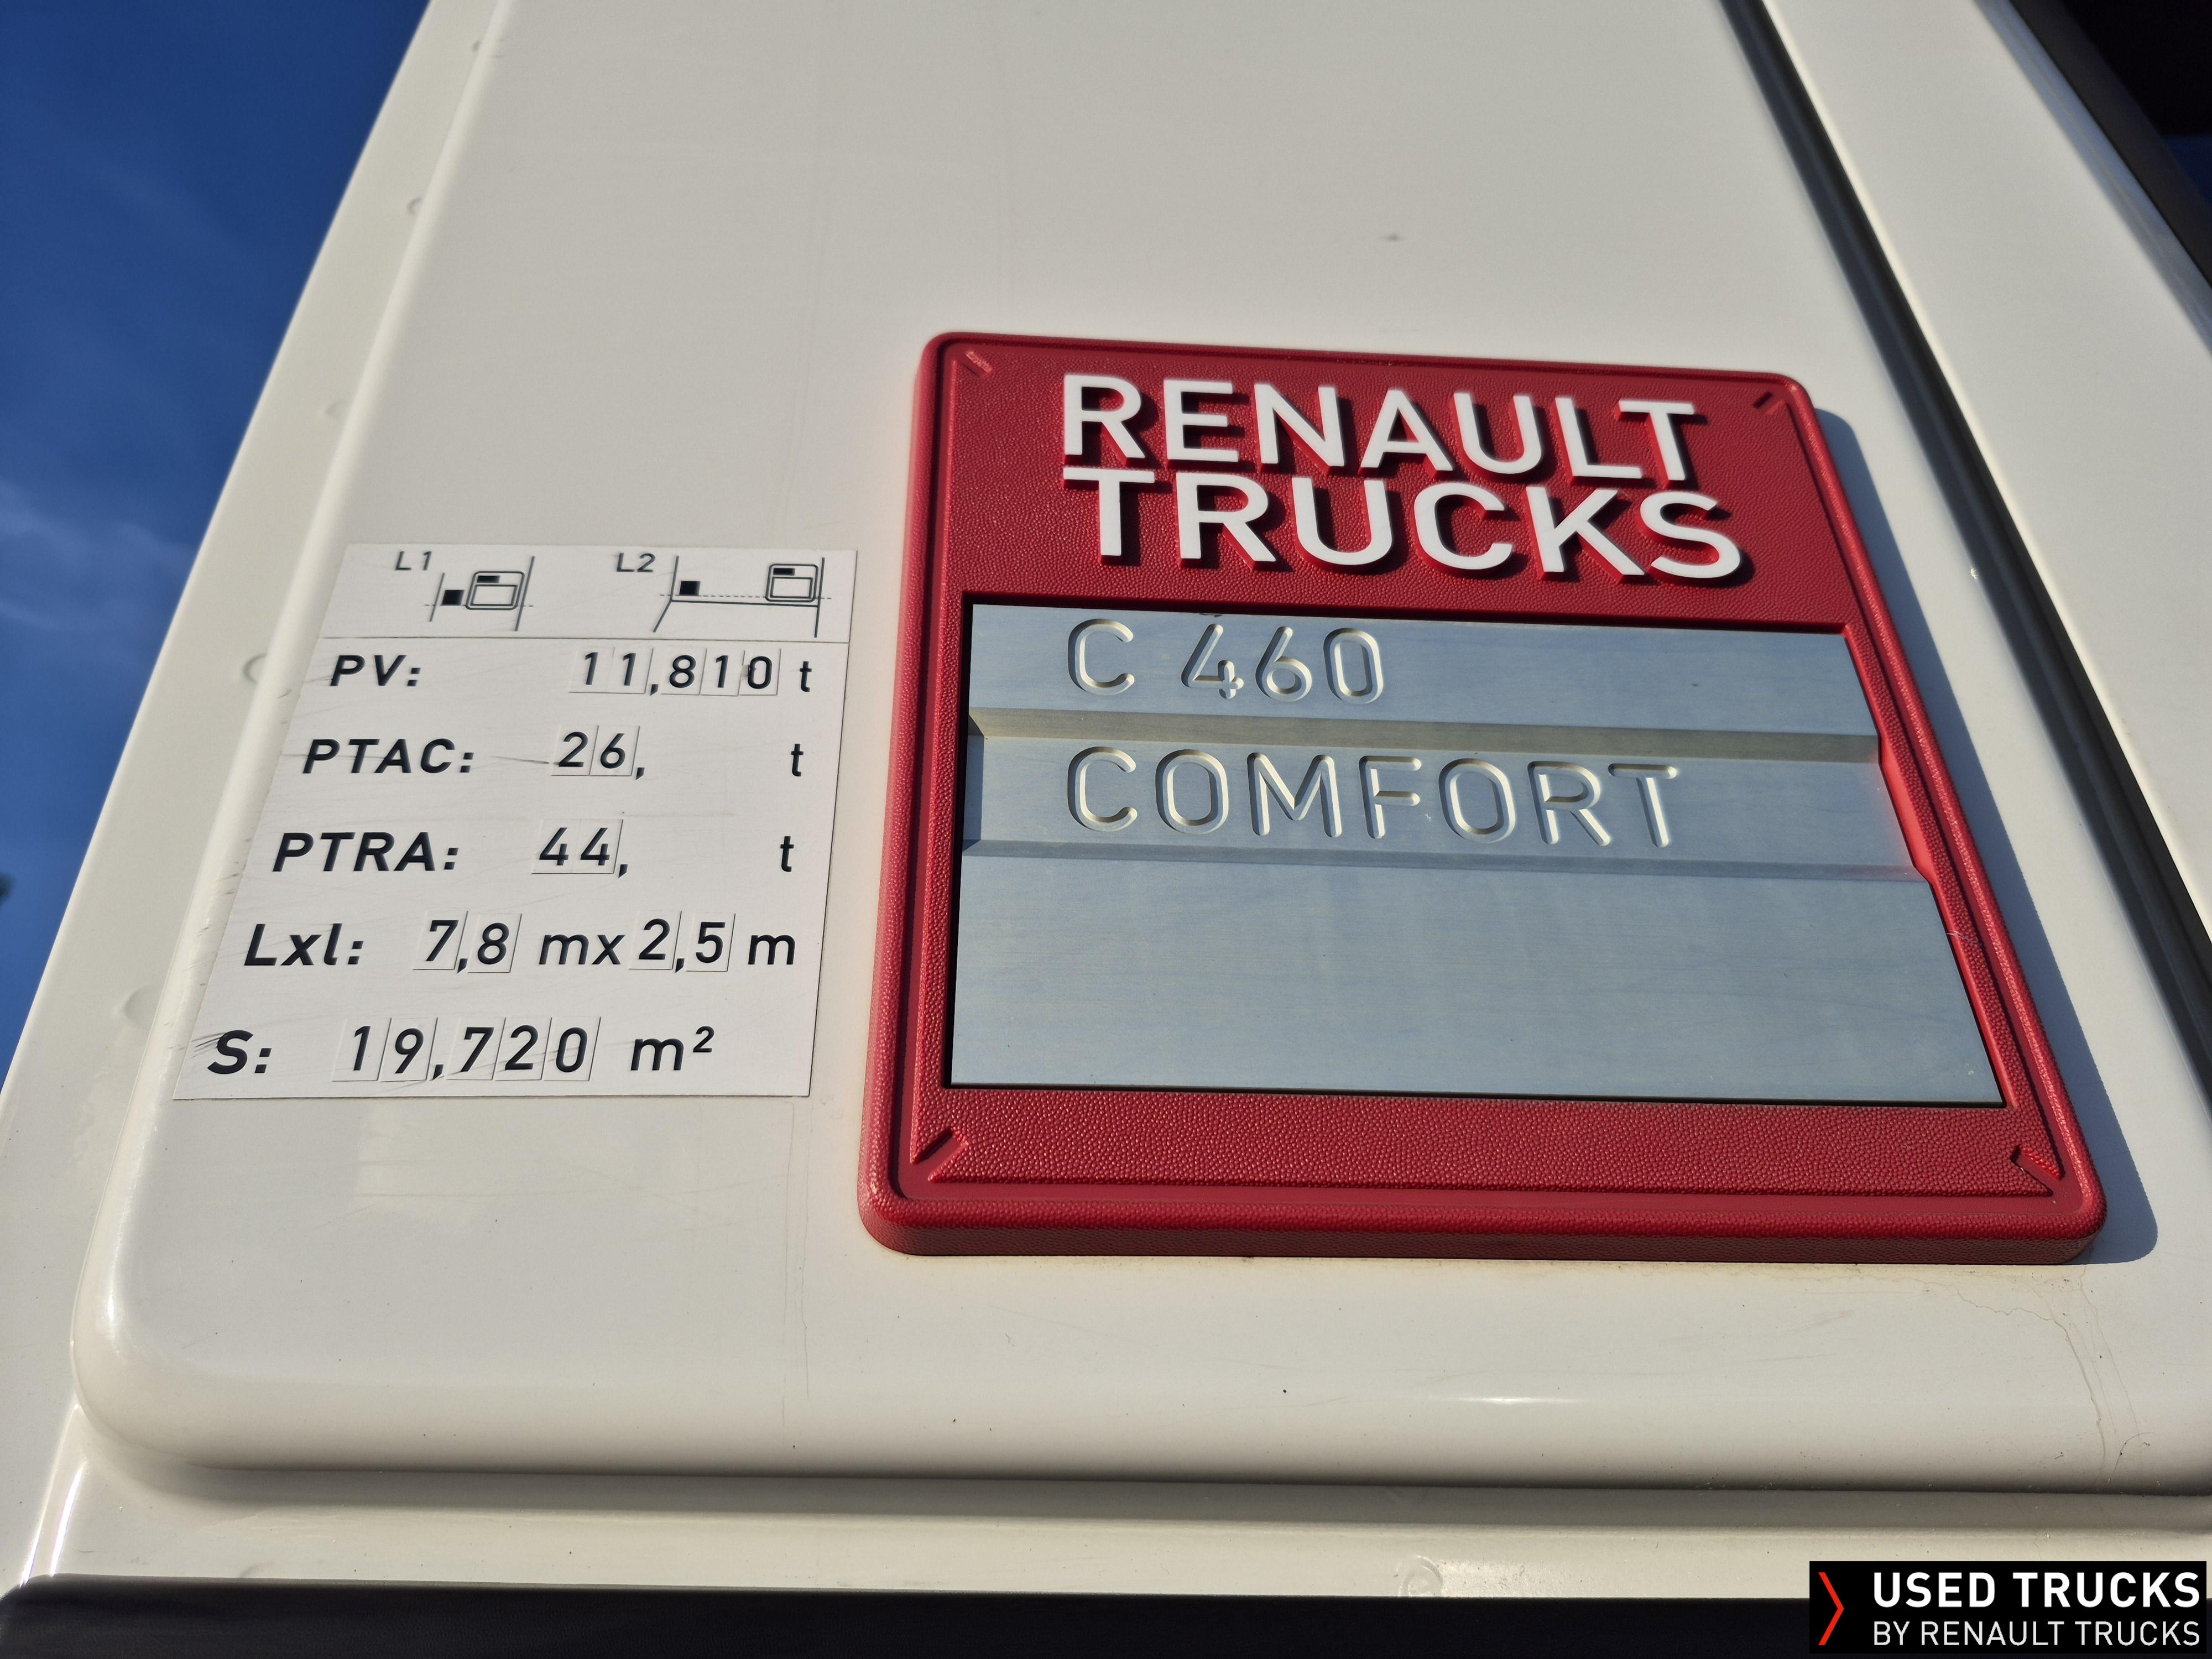 L1 L2
PV: 11,810 t
PTAC: 26, t
PTRA: 44, t
Lxl: 7,8 mx 2,5 m
S: 19,720 m²
RENAULT
TRUCKS
C 460
COMFORT
USED TRUCKS
BY RENAULT TRUCKS